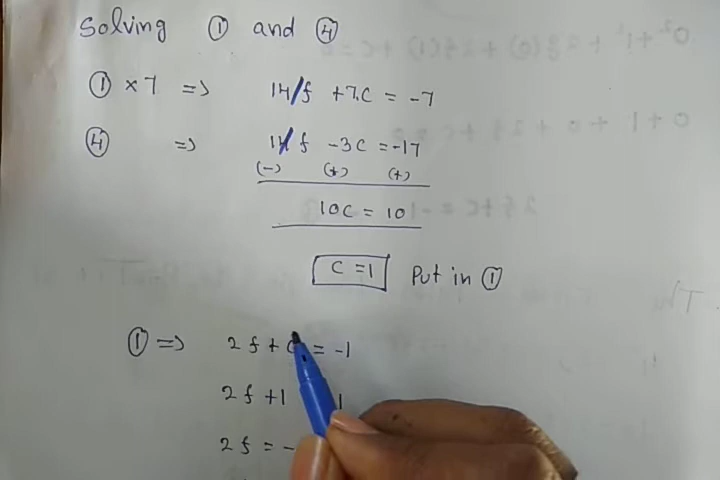 Solving ① and ④
① × 7 => 14f + 7c = -7
④ => 14f - 3c = -17
(-) (+) (+)
10c = 10
c = 1 Put in ①
① => 2f + c = -1
2f + 1
2f = -